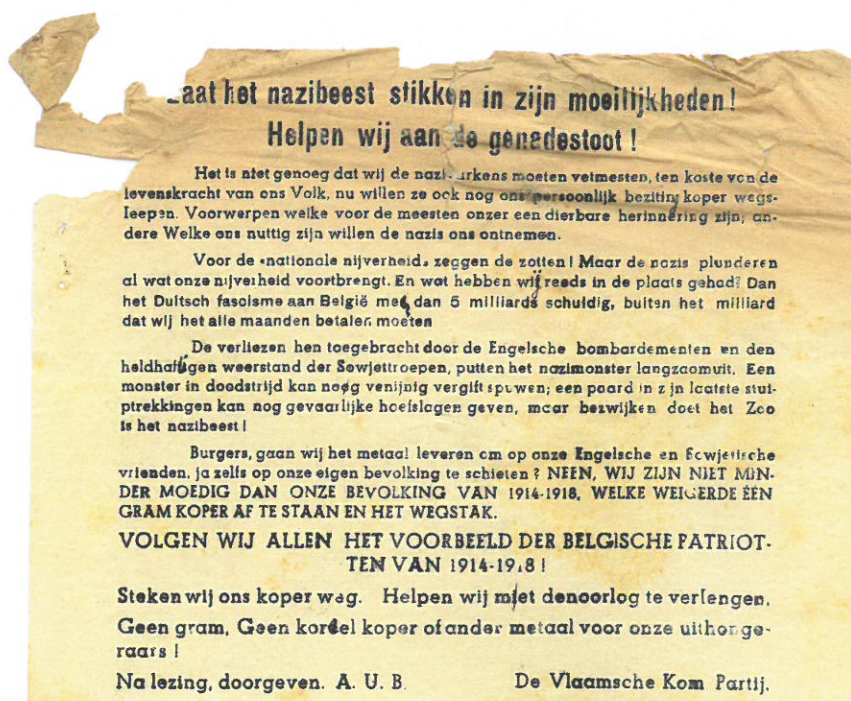 Laat het nazibeest stikken in zijn moeilijkheden!
Helpen wij aan de genadestoot!
Het is niet genoeg dat wij de nazi-varkens moeten vetmesten, ten koste van de
levenskracht van ons Volk, nu willen ze ook nog ons persoonlijk beziting koper wegs-
leepen. Voorwerpen welke voor de meesten onzer een dierbare herinnering zijn, an-
dere Welke ons nuttig zijn willen de nazis ons ontnemen.
Voor de «nationale nijverheid» zeggen de zotten! Maar de nazis plunderen
al wat onze nijverheid voortbrengt. En wat hebben wij reeds in de plaats gehad? Dan
het Duitsch fascisme aan België meer dan 5 milliards schuldig, buiten het milliard
dat wij het alle maanden betalen moeten
De verliezen hen toegebracht door de Engelsche bombardementen en den
heldhaftigen weerstand der Sowjettroepen, putten het nazimonster langzaamuit. Een
monster in doodstrijd kan noog venijnig vergift spuwen; een paard in zijn laatste stui-
ptrekkingen kan nog gevaarlijke hoefslagen geven, maar bezwijken doet het Zoo
is het nazibeest!
Burgers, gaan wij het metaal leveren om op onze Engelsche en Sowjetische
vrienden, ja zelfs op onze eigen bevolking te schieten? NEEN, WIJ ZIJN NIET MIN-
DER MOEDIG DAN ONZE BEVOLKING VAN 1914-1918, WELKE WEIGERDE ÉÉN
GRAM KOPER AF TE STAAN EN HET WEGSTAK.
VOLGEN WIJ ALLEN HET VOORBEELD DER BELGISCHE PATRIOT-
TEN VAN 1914-1918!
Steken wij ons koper weg. Helpen wij niet denoorlog te verlengen.
Geen gram, Geen kordel koper of ander metaal voor onze uithonge-
raars!
Na lezing, doorgeven. A. U. B. De Vlaamsche Kom Partij.